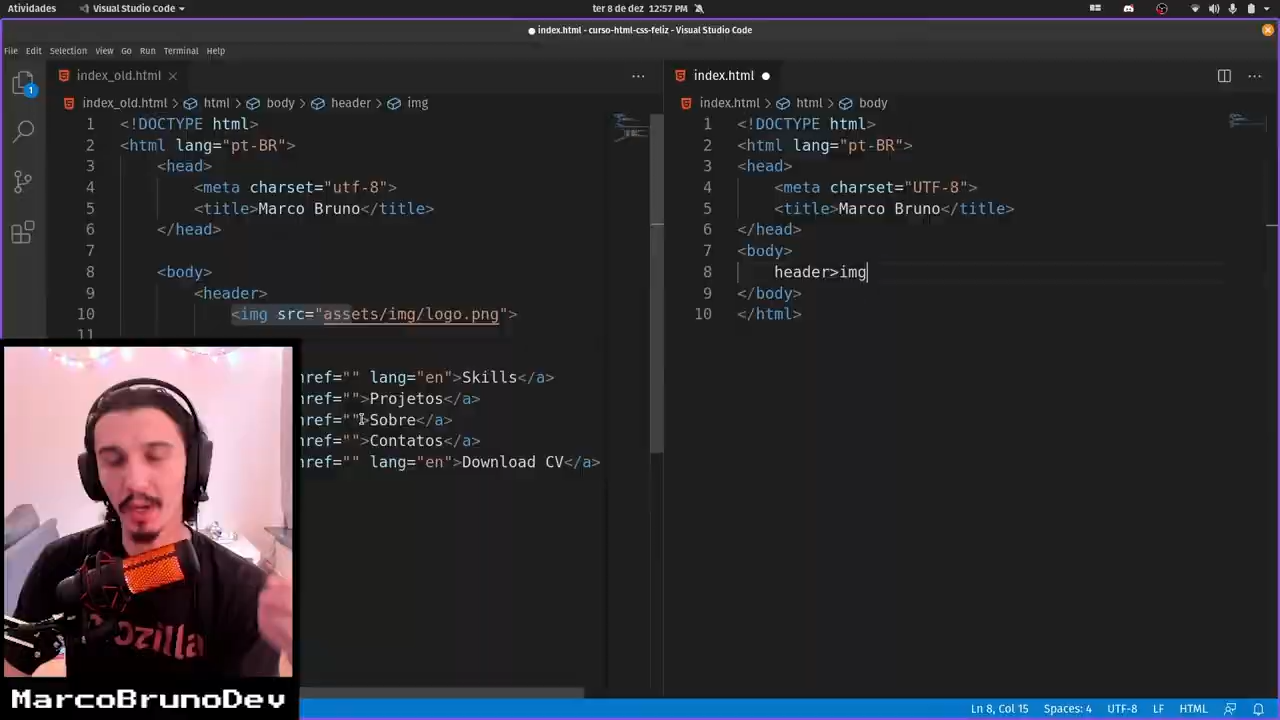 Atividades
Visual Studio Code
ter 8 de dez 12:57 PM
● index.html - curso-html-css-feliz - Visual Studio Code
File Edit Selection View Go Run Terminal Help
1
index_old.html
index_old.html > html > body > header > img
1 <!DOCTYPE html>
2 <html lang="pt-BR">
3 <head>
4 <meta charset="utf-8">
5 <title>Marco Bruno</title>
6 </head>
7
8 <body>
9 <header>
10 <img src="assets/img/logo.png">
11
href="" lang="en">Skills</a>
href="">Projetos</a>
href="">Sobre</a>
href="">Contatos</a>
href="" lang="en">Download CV</a>
index.html ●
index.html > html > body
1 <!DOCTYPE html>
2 <html lang="pt-BR">
3 <head>
4 <meta charset="UTF-8">
5 <title>Marco Bruno</title>
6 </head>
7 <body>
8 header>img
9 </body>
10 </html>
mozilla
MarcoBrunoDev
Ln 8, Col 15 Spaces: 4 UTF-8 LF HTML